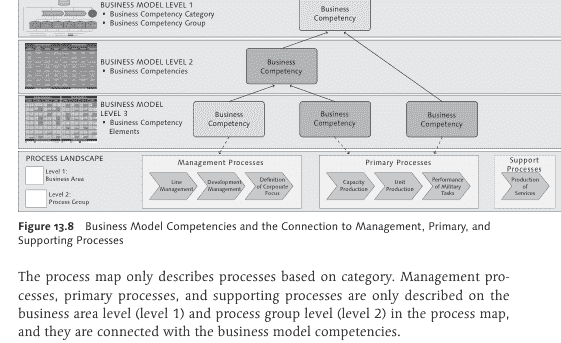 BUSINESS MODEL LEVEL 1
• Business Competency Category
• Business Competency Group
Business
Competency
BUSINESS MODEL LEVEL 2
• Business Competencies
Business
Competency
BUSINESS MODEL
LEVEL 3
• Business Competency
Elements
Business
Competency
Business
Competency
Business
Competency
PROCESS LANDSCAPE
Level 1:
Business Area
Level 2:
Process Group
Management Processes
Line
Management
Development
Management
Definition
of Corporate
Focus
Primary Processes
Capacity
Production
Unit
Production
Performance
of Military
Tasks
Support
Processes
Production
of
Services
Figure 13.8 Business Model Competencies and the Connection to Management, Primary, and
Supporting Processes
The process map only describes processes based on category. Management pro-
cesses, primary processes, and supporting processes are only described on the
business area level (level 1) and process group level (level 2) in the process map,
and they are connected with the business model competencies.